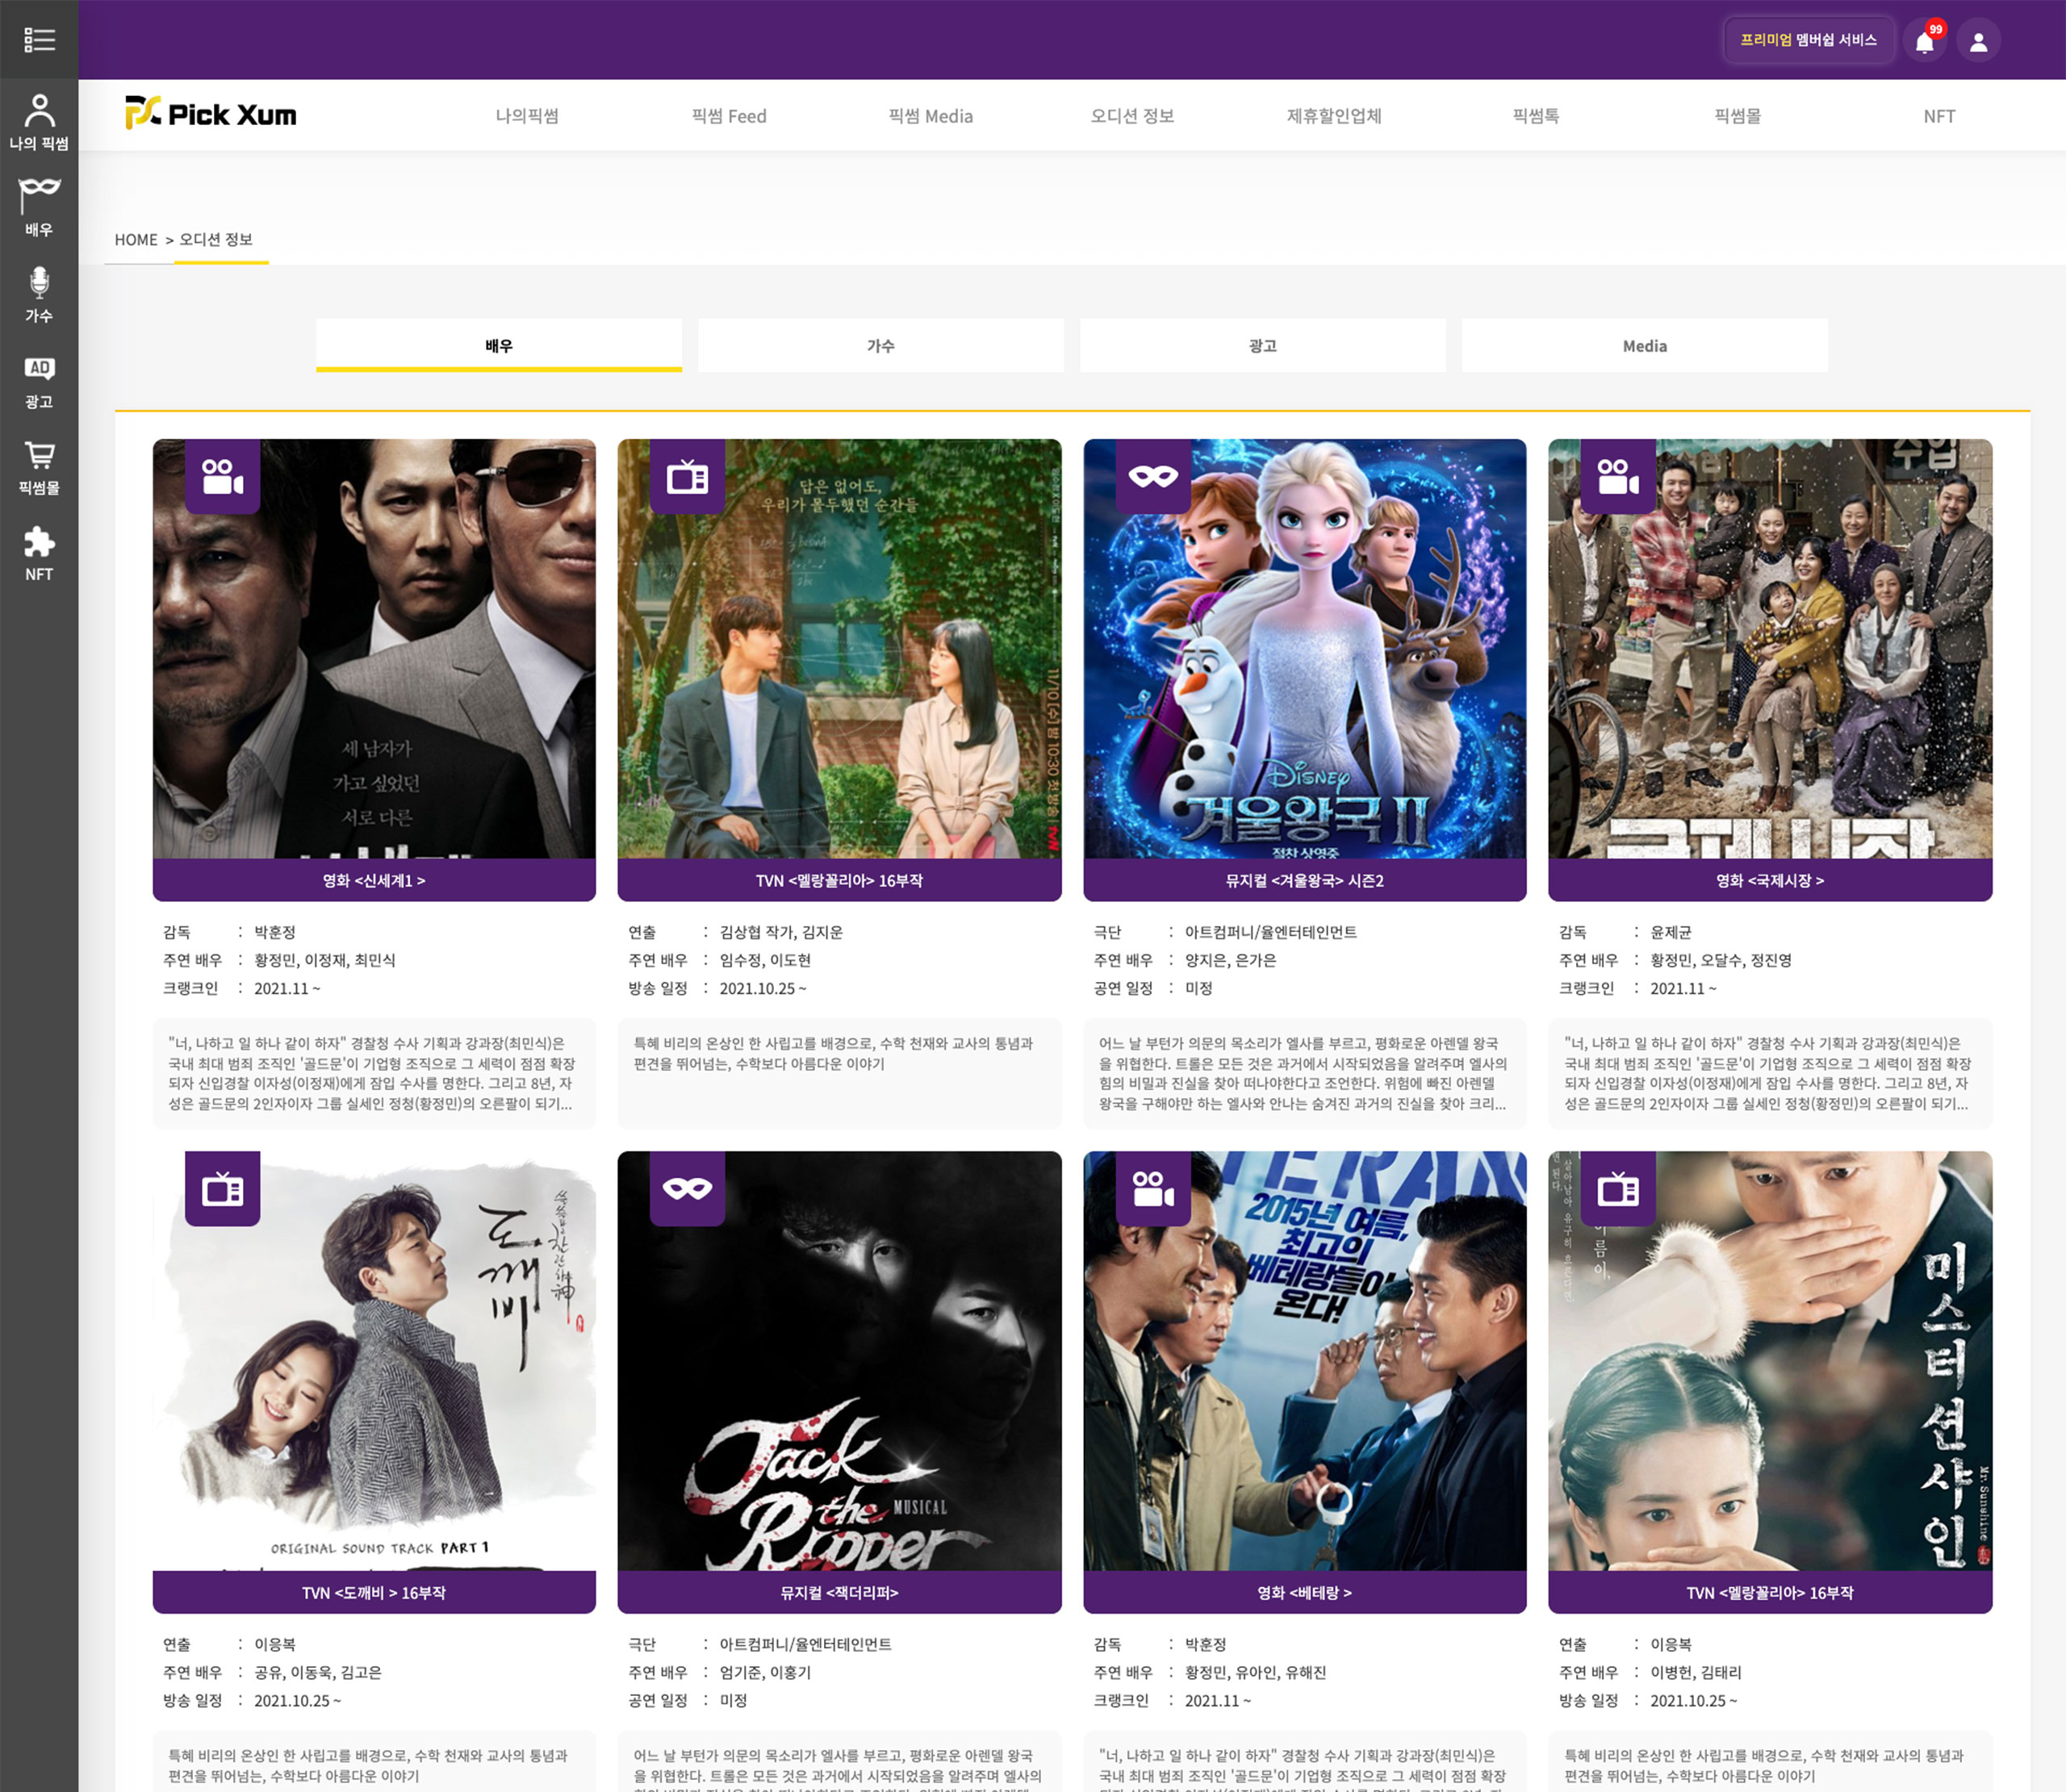 프리미엄 멤버쉽 서비스
99
Pick Xum
나의픽썸
픽썸 Feed
픽썸 Media
오디션 정보
제휴할인업체
픽썸톡
픽썸몰
NFT
나의 픽썸
배우
가수
AD
광고
픽썸몰
NFT
HOME > 오디션 정보
배우
가수
광고
Media
세 남자가
가고 싶었던
서로 다른
영화 <신세계1 >
감독 : 박훈정
주연 배우 : 황정민, 이정재, 최민식
크랭크인 : 2021.11 ~
"너, 나하고 일 하나 같이 하자" 경찰청 수사 기획과 강과장(최민식)은
국내 최대 범죄 조직인 '골드문'이 기업형 조직으로 그 세력이 점점 확장
되자 신입경찰 이자성(이정재)에게 잠입 수사를 명한다. 그리고 8년, 자
성은 골드문의 2인자이자 그룹 실세인 정청(황정민)의 오른팔이 되기...
답은 없어도,
우리가 몰두했던 순간들
11/10 (수) 밤 10:30 첫 방송
tvN
TVN <멜랑꼴리아> 16부작
연출 : 김상협 작가, 김지운
주연 배우 : 임수정, 이도현
방송 일정 : 2021.10.25 ~
특혜 비리의 온상인 한 사립고를 배경으로, 수학 천재와 교사의 통념과
편견을 뛰어넘는, 수학보다 아름다운 이야기
DISNEY
겨울왕국 II
절찬 상영중
뮤지컬 <겨울왕국> 시즌2
극단 : 아트컴퍼니/율엔터테인먼트
주연 배우 : 양지은, 은가은
공연 일정 : 미정
어느 날 부턴가 의문의 목소리가 엘사를 부르고, 평화로운 아렌델 왕국
을 위협한다. 트롤은 모든 것은 과거에서 시작되었음을 알려주며 엘사의
힘의 비밀과 진실을 찾아 떠나야한다고 조언한다. 위험에 빠진 아렌델
왕국을 구해야만 하는 엘사와 안나는 숨겨진 과거의 진실을 찾아 크리...
수입
국제시장
영화 <국제시장 >
감독 : 윤제균
주연 배우 : 황정민, 오달수, 정진영
크랭크인 : 2021.11 ~
"너, 나하고 일 하나 같이 하자" 경찰청 수사 기획과 강과장(최민식)은
국내 최대 범죄 조직인 '골드문'이 기업형 조직으로 그 세력이 점점 확장
되자 신입경찰 이자성(이정재)에게 잠입 수사를 명한다. 그리고 8년, 자
성은 골드문의 2인자이자 그룹 실세인 정청(황정민)의 오른팔이 되기...
도깨비
쓸쓸하고 찬란하神
ORIGINAL SOUND TRACK PART 1
TVN <도깨비 > 16부작
연출 : 이응복
주연 배우 : 공유, 이동욱, 김고은
방송 일정 : 2021.10.25 ~
특혜 비리의 온상인 한 사립고를 배경으로, 수학 천재와 교사의 통념과
편견을 뛰어넘는, 수학보다 아름다운 이야기
Jack
the MUSICAL
Ripper
뮤지컬 <잭더리퍼>
극단 : 아트컴퍼니/율엔터테인먼트
주연 배우 : 엄기준, 이홍기
공연 일정 : 미정
어느 날 부턴가 의문의 목소리가 엘사를 부르고, 평화로운 아렌델 왕국
을 위협한다. 트롤은 모든 것은 과거에서 시작되었음을 알려주며 엘사의
TERAN
2015년 여름,
최고의
베테랑들이
온다!
영화 <베테랑 >
감독 : 박훈정
주연 배우 : 황정민, 유아인, 유해진
크랭크인 : 2021.11 ~
"너, 나하고 일 하나 같이 하자" 경찰청 수사 기획과 강과장(최민식)은
국내 최대 범죄 조직인 '골드문'이 기업형 조직으로 그 세력이 점점 확장
미스터 션샤인
Mr. Sunshine
TVN <멜랑꼴리아> 16부작
연출 : 이응복
주연 배우 : 이병헌, 김태리
방송 일정 : 2021.10.25 ~
특혜 비리의 온상인 한 사립고를 배경으로, 수학 천재와 교사의 통념과
편견을 뛰어넘는, 수학보다 아름다운 이야기